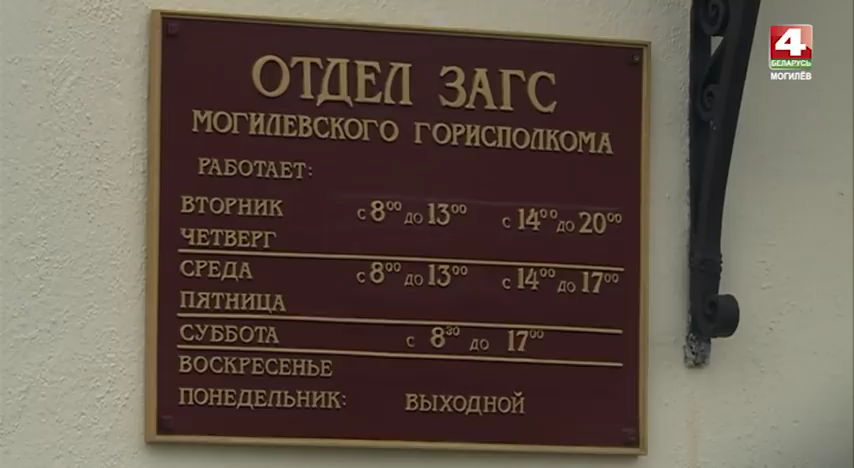 4
БЕЛАРУСЬ
МОГИЛЁВ
ОТДЕЛ ЗАГС
МОГИЛЕВСКОГО ГОРИСПОЛКОМА
РАБОТАЕТ:
ВТОРНИК С 8⁰⁰ ДО 13⁰⁰ С 14⁰⁰ ДО 20⁰⁰
ЧЕТВЕРГ
СРЕДА С 8⁰⁰ ДО 13⁰⁰ С 14⁰⁰ ДО 17⁰⁰
ПЯТНИЦА
СУББОТА С 8³⁰ ДО 17⁰⁰
ВОСКРЕСЕНЬЕ
ПОНЕДЕЛЬНИК: ВЫХОДНОЙ